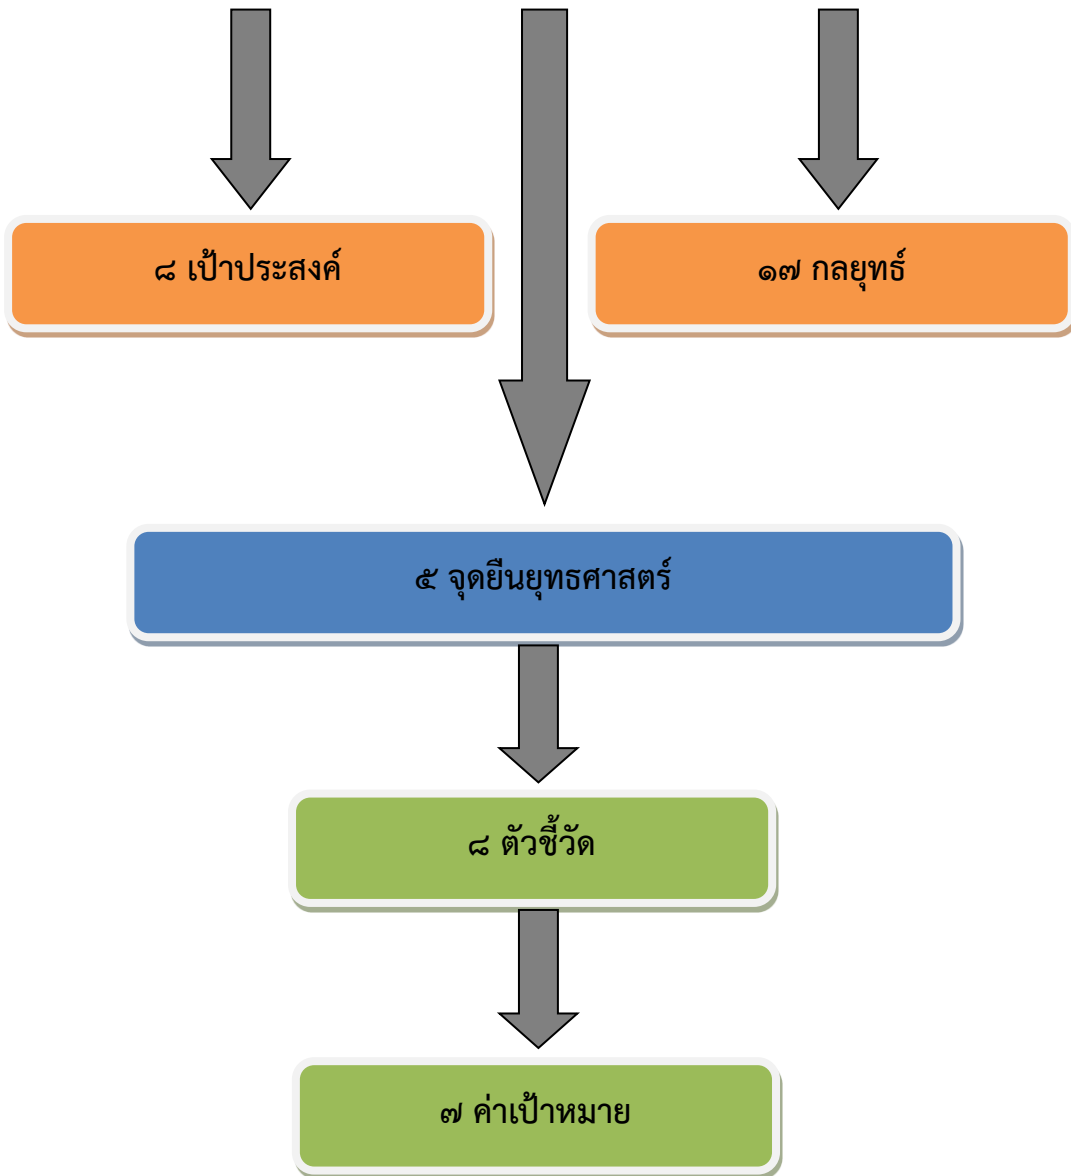 ๘ เป้าประสงค์
๑๗ กลยุทธ์
๕ จุดยืนยุทธศาสตร์
๘ ตัวชี้วัด
๗ ค่าเป้าหมาย